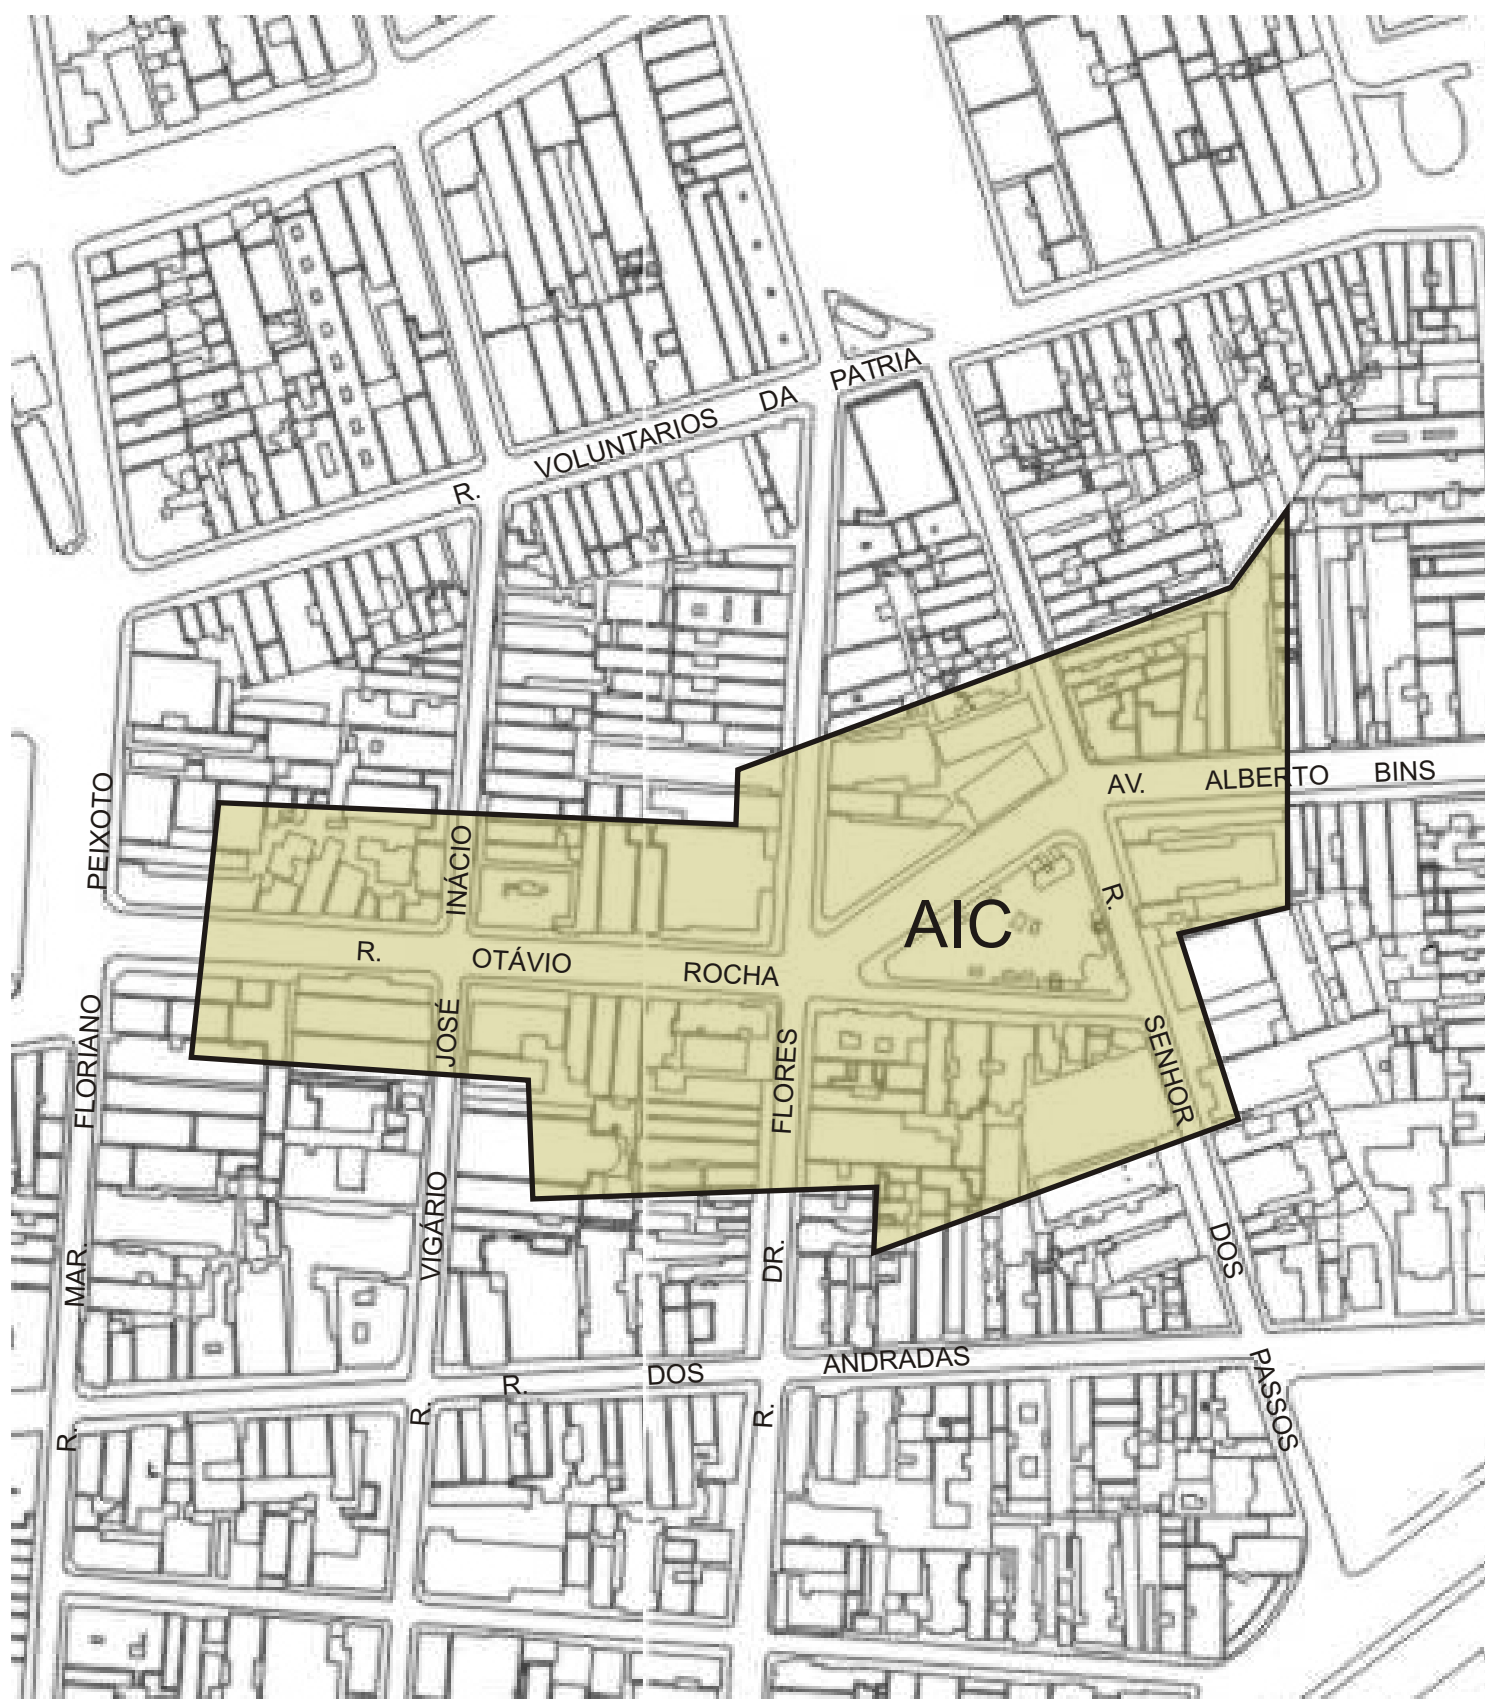 R. VOLUNTARIOS DA PATRIA
AV. ALBERTO BINS
R. MAR. FLORIANO PEIXOTO
R. VIGÁRIO JOSÉ INÁCIO
AIC
R. OTÁVIO ROCHA
R. DR. FLORES
R. SENHOR DOS PASSOS
R. DOS ANDRADAS